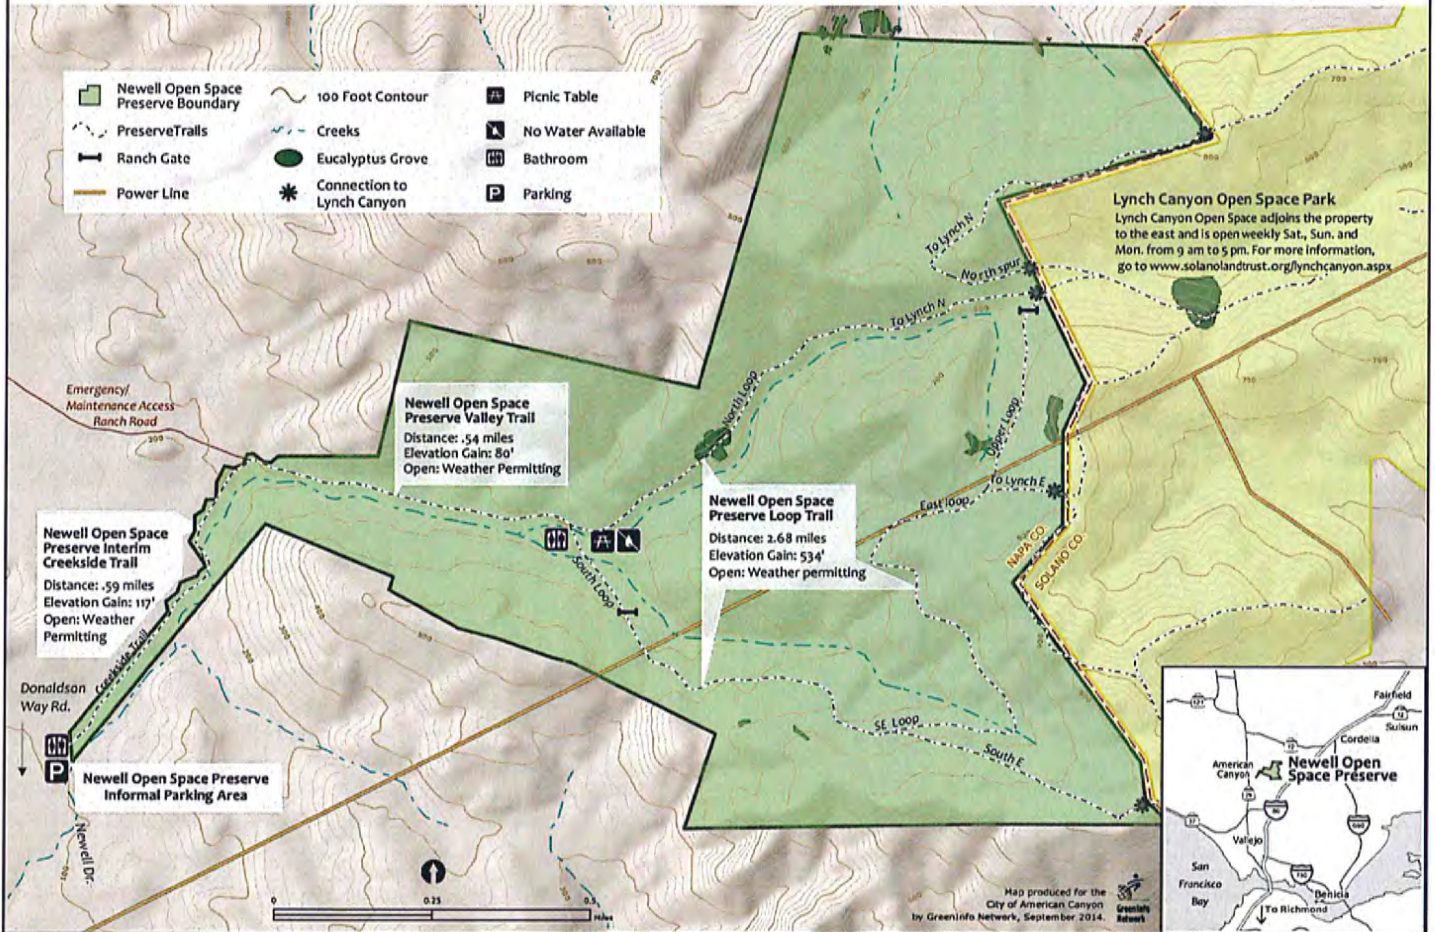 Newell Open Space
Preserve Boundary
PreserveTrails
Ranch Gate
Power Line
100 Foot Contour
Creeks
Eucalyptus Grove
Connection to
Lynch Canyon
Picnic Table
No Water Available
Bathroom
P
Parking
Lynch Canyon Open Space Park
Lynch Canyon Open Space adjoins the property
to the east and is open weekly Sat., Sun. and
Mon. from 9 am to 5 pm. For more information,
go to www.solanolandtrust.org/lynchcanyon.aspx
To Lynch N
North spur
To Lynch N
North Loop
Upper Loop
To Lynch E
East loop
South Loop
SE Loop
South E
NAPA CO.
SOLANO CO.
Emergency/
Maintenance Access
Ranch Road
Newell Open Space
Preserve Valley Trail
Distance: .54 miles
Elevation Gain: 80'
Open: Weather Permitting
Newell Open Space
Preserve Loop Trail
Distance: 2.68 miles
Elevation Gain: 534'
Open: Weather permitting
Newell Open Space
Preserve Interim
Creekside Trail
Distance: .59 miles
Elevation Gain: 117'
Open: Weather
Permitting
Creekside Trail
Donaldson
Way Rd.
P
Newell Open Space Preserve
Informal Parking Area
Newell Dr.
0
0.25
0.5
Miles
Map produced for the
City of American Canyon
by GreenInfo Network, September 2014.
GreenInfo
Network
Fairfield
Suisun
Cordelia
American
Canyon
Newell Open
Space Preserve
Vallejo
San
Francisco
Bay
Benicia
To Richmond